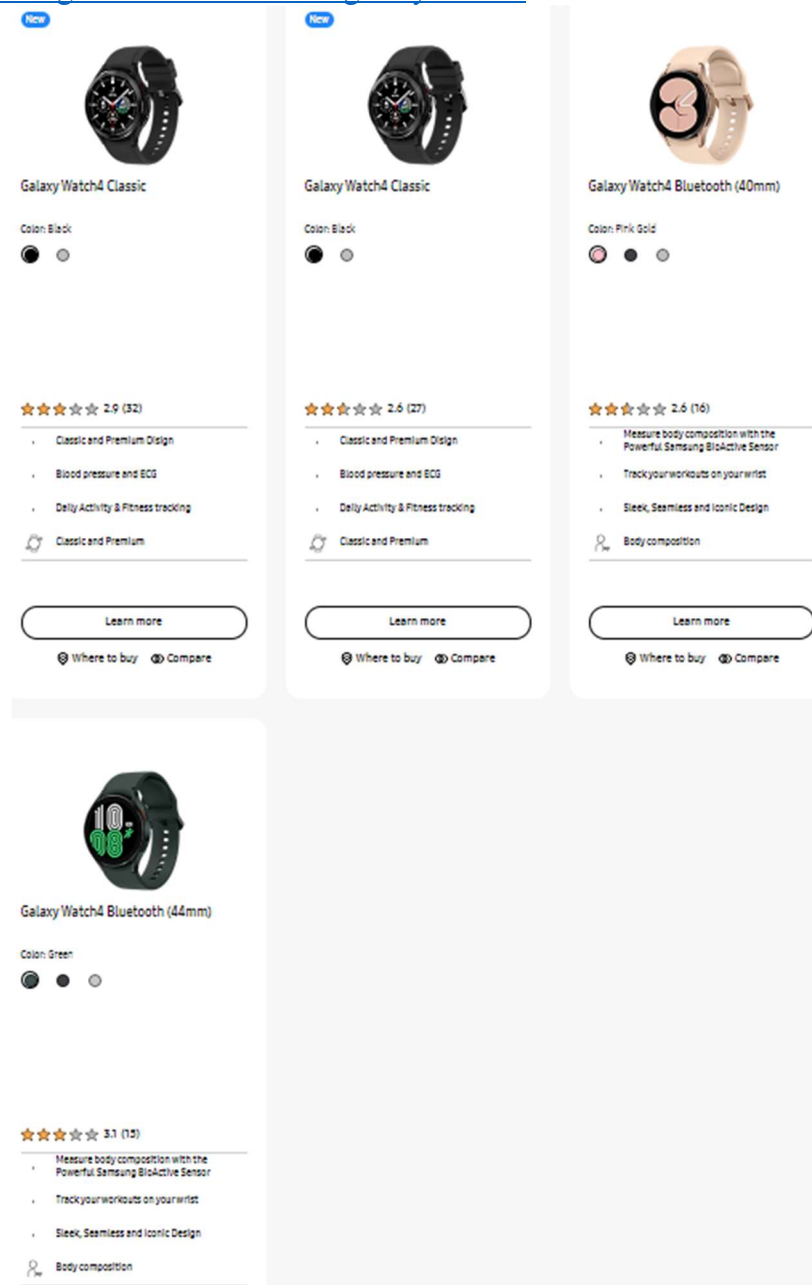 New
Galaxy Watch4 Classic
Color: Black
2.9 (32)
Classic and Premium Disign
Blood pressure and ECG
Daily Activity & Fitness tracking
Classic and Premium
Learn more
Where to buy Compare
New
Galaxy Watch4 Classic
Color: Black
2.6 (27)
Classic and Premium Disign
Blood pressure and ECG
Daily Activity & Fitness tracking
Classic and Premium
Learn more
Where to buy Compare
Galaxy Watch4 Bluetooth (40mm)
Color: Pink Gold
2.6 (16)
Measure body composition with the
Powerful Samsung BioActive Sensor
Track your workouts on your wrist
Sleek, Seamless and Iconic Design
Body composition
Learn more
Where to buy Compare
10
08
Galaxy Watch4 Bluetooth (44mm)
Color: Green
3.1 (15)
Measure body composition with the
Powerful Samsung BioActive Sensor
Track your workouts on your wrist
Sleek, Seamless and Iconic Design
Body composition